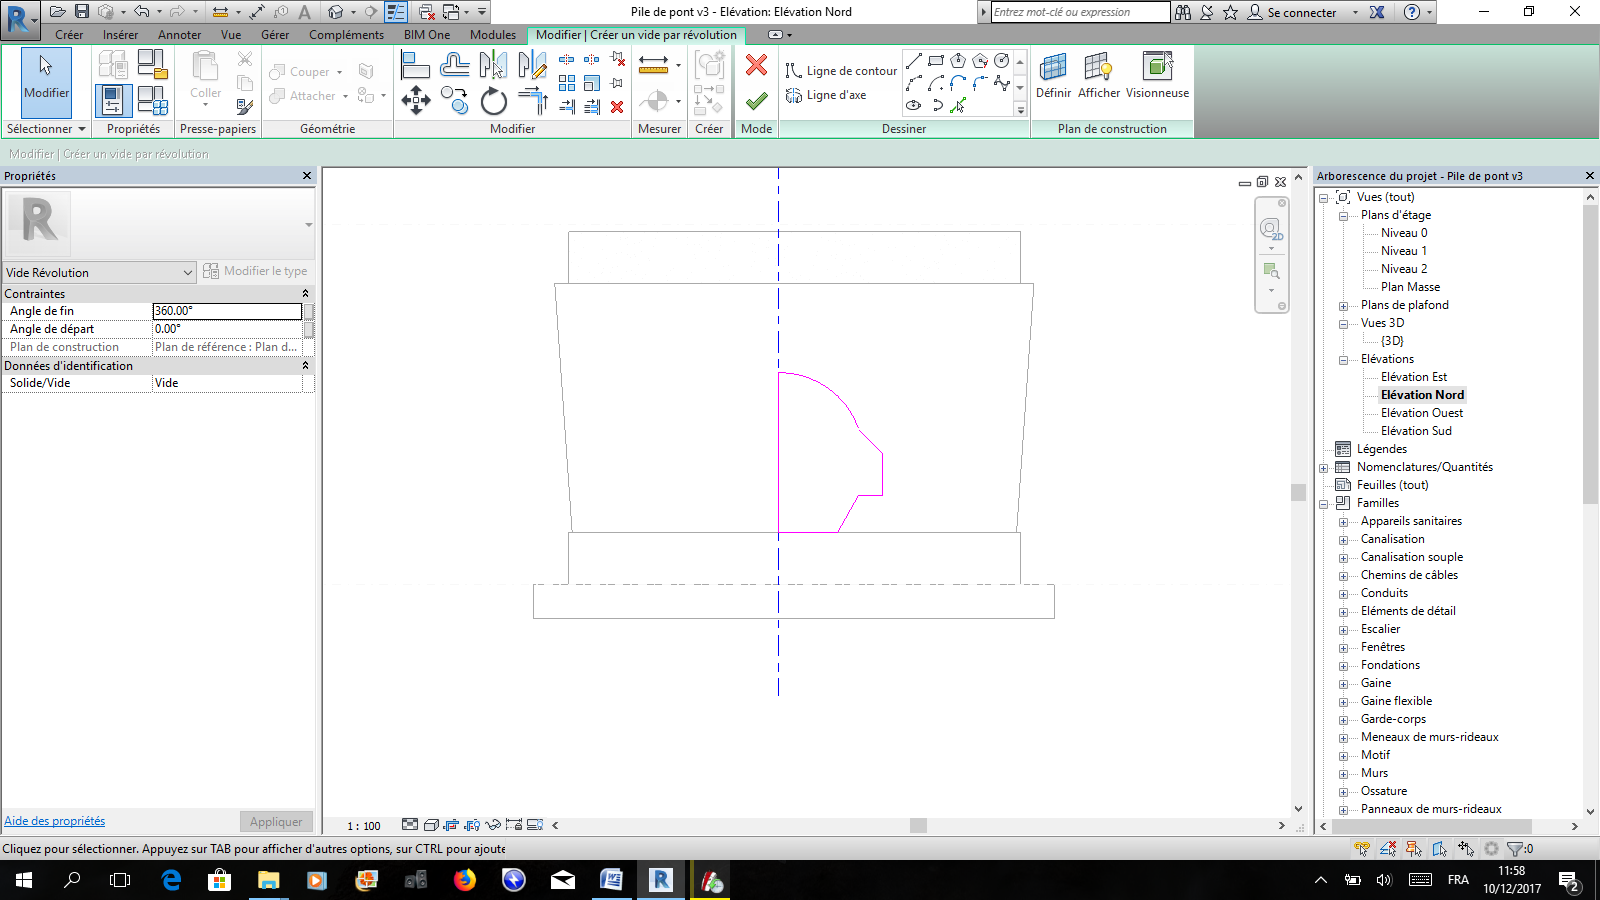 Pile de pont v3 - Elévation: Elévation Nord
Entrez mot-clé ou expression
Se connecter
Créer Insérer Annoter Vue Gérer Compléments BIM One Modules Modifier | Créer un vide par révolution
Modifier
Coller
Couper
Attacher
Ligne de contour
Ligne d'axe
Définir Afficher Visionneuse
Sélectionner Propriétés Presse-papiers Géométrie Modifier Mesurer Créer Mode Dessiner Plan de construction
Modifier | Créer un vide par révolution
Propriétés
R
Vide Révolution
Modifier le type
Contraintes
Angle de fin 360.00°
Angle de départ 0.00°
Plan de construction Plan de référence : Plan d...
Données d'identification
Solide/Vide Vide
Aide des propriétés
Appliquer
2D
1 : 100
Arborescence du projet - Pile de pont v3
Vues (tout)
Plans d'étage
Niveau 0
Niveau 1
Niveau 2
Plan Masse
Plans de plafond
Vues 3D
{3D}
Elévations
Elévation Est
Elévation Nord
Elévation Ouest
Elévation Sud
Légendes
Nomenclatures/Quantités
Feuilles (tout)
Familles
Appareils sanitaires
Canalisation
Canalisation souple
Chemins de câbles
Conduits
Eléments de détail
Escalier
Fenêtres
Fondations
Gaine
Gaine flexible
Garde-corps
Meneaux de murs-rideaux
Motif
Murs
Ossature
Panneaux de murs-rideaux
Cliquez pour sélectionner. Appuyez sur TAB pour afficher d'autres options, sur CTRL pour ajoute
:0
FRA
11:58
10/12/2017
2